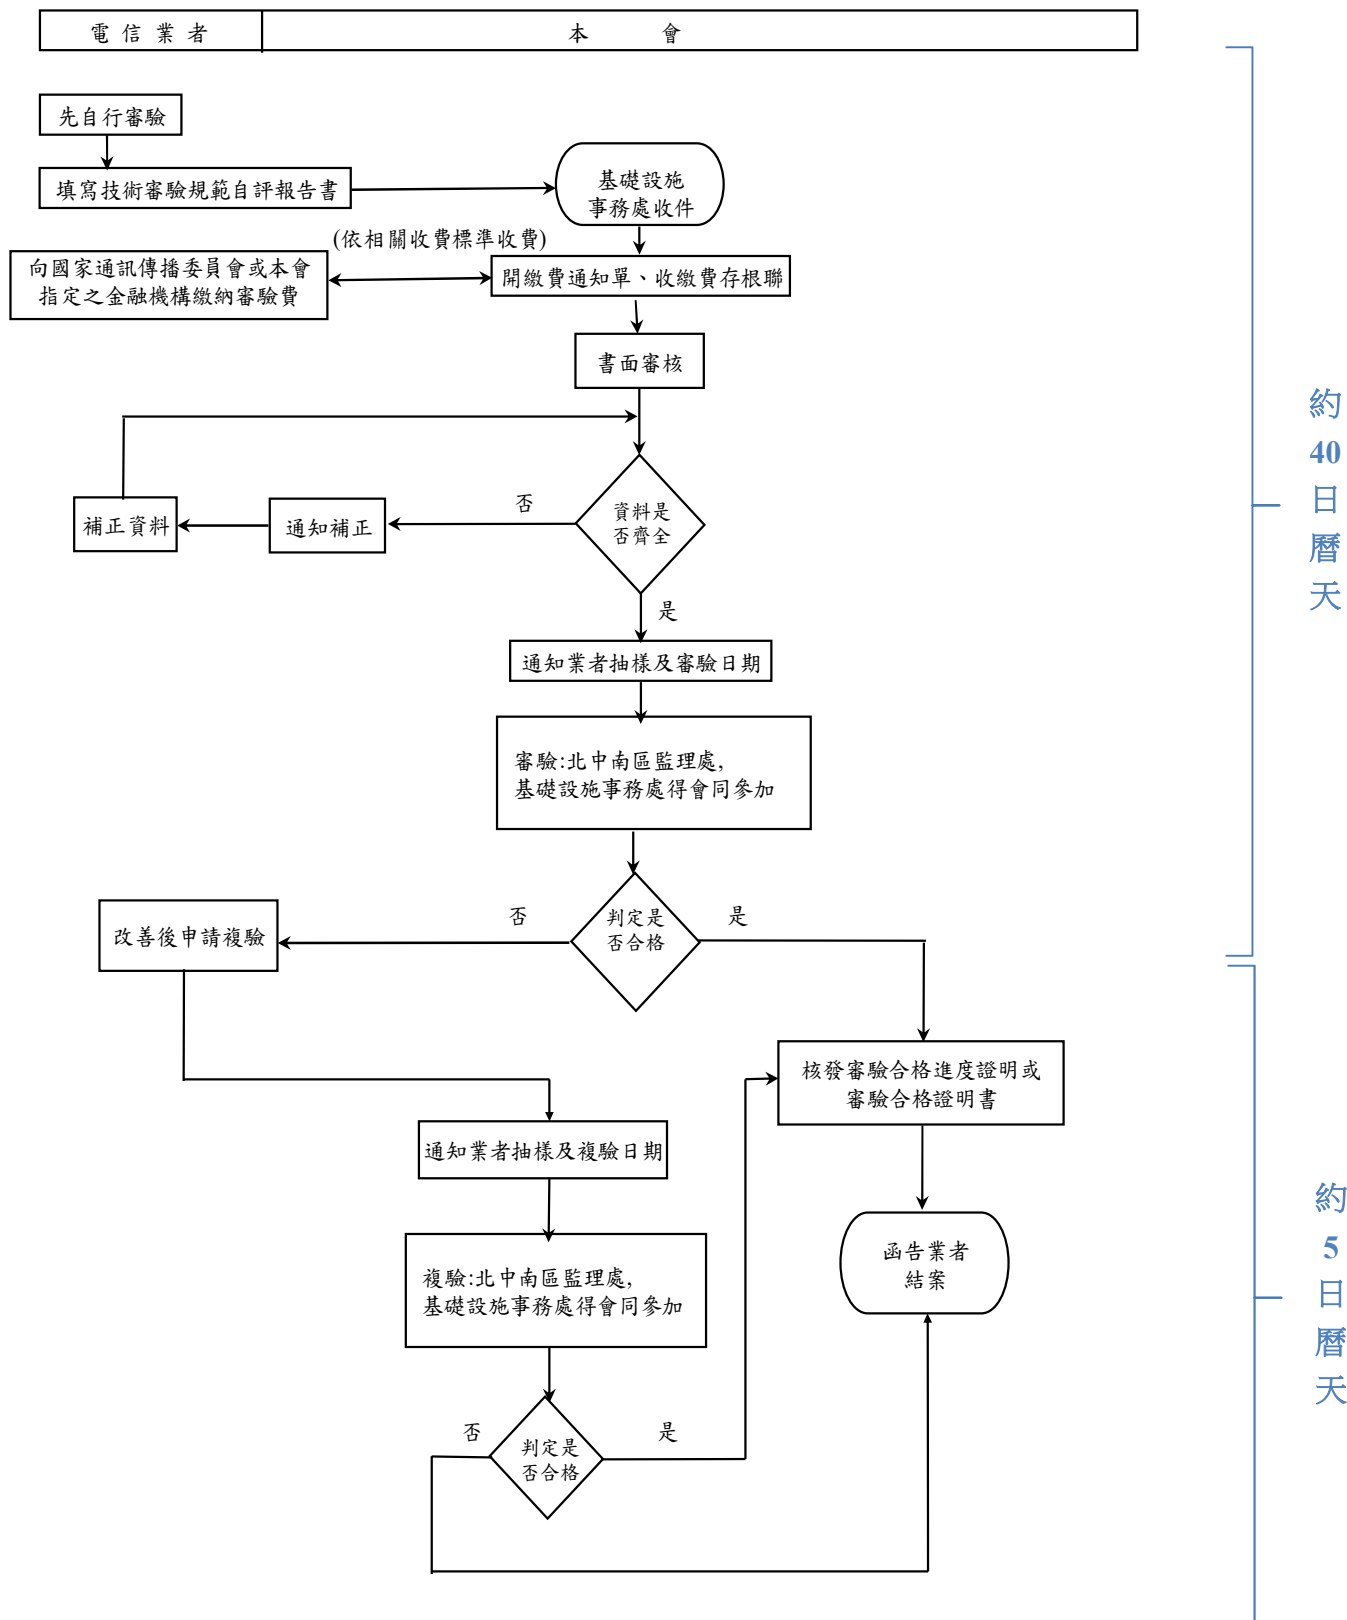 電信業者
本會
先自行審驗
填寫技術審驗規範自評報告書
基礎設施
事務處收件
(依相關收費標準收費)
向國家通訊傳播委員會或本會
指定之金融機構繳納審驗費
開繳費通知單、收繳費存根聯
書面審核
資料是
否齊全
否
通知補正
補正資料
是
通知業者抽樣及審驗日期
審驗:北中南區監理處,
基礎設施事務處得會同參加
判定是
否合格
否
是
改善後申請複驗
核發審驗合格進度證明或
審驗合格證明書
通知業者抽樣及複驗日期
複驗:北中南區監理處,
基礎設施事務處得會同參加
函告業者
結案
判定是
否合格
否
是
約
40
日
曆
天
約
5
日
曆
天